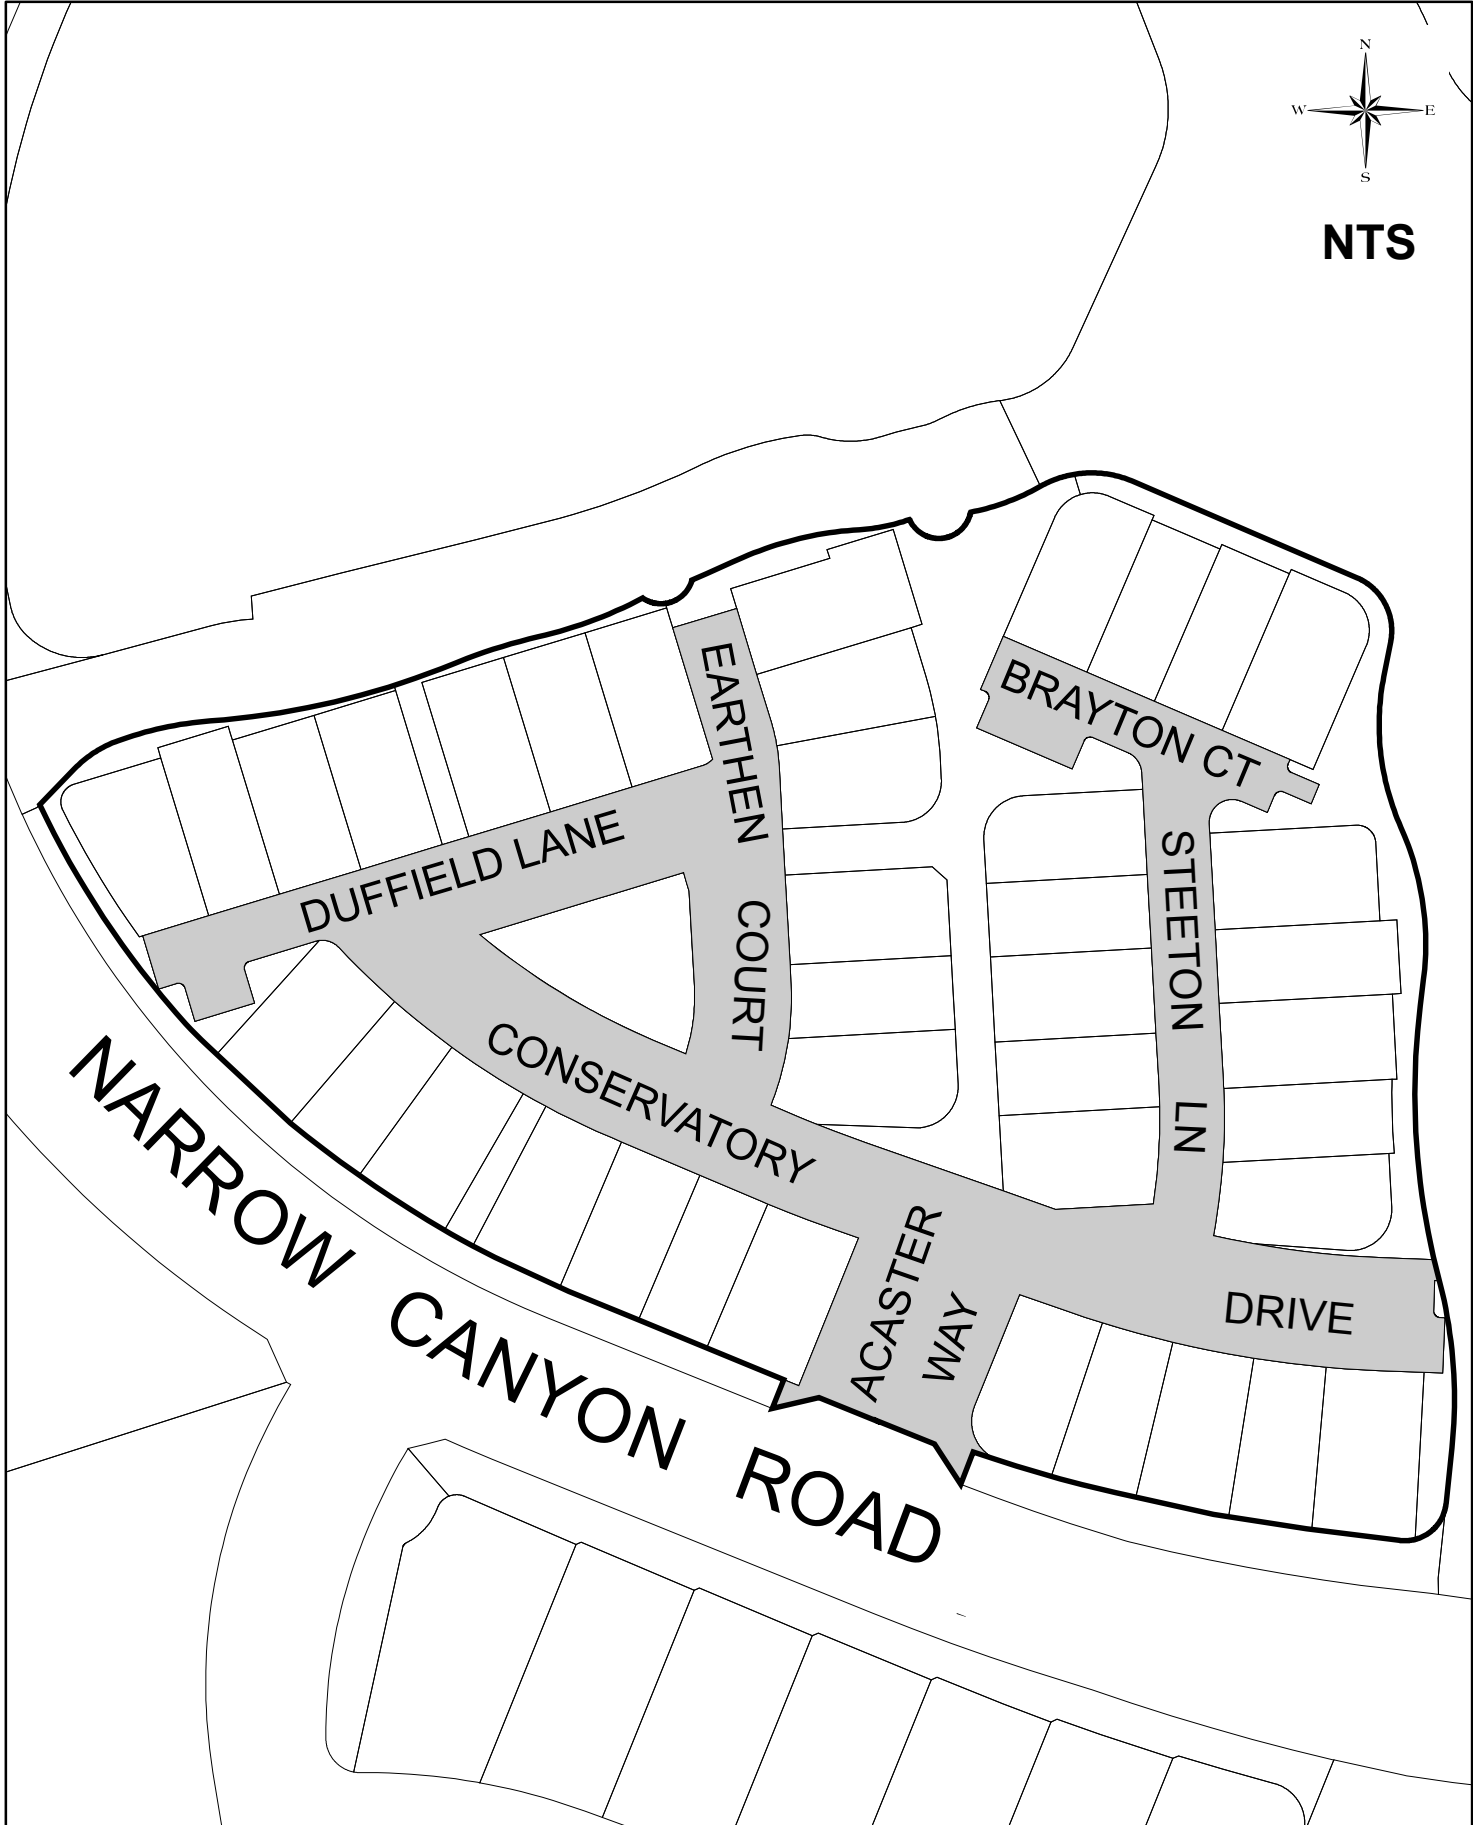 N
W E
S
NTS
BRAYTON CT
EARTHEN COURT
DUFFIELD LANE
STEETON LN
CONSERVATORY DRIVE
ACASTER
WAY
NARROW CANYON ROAD